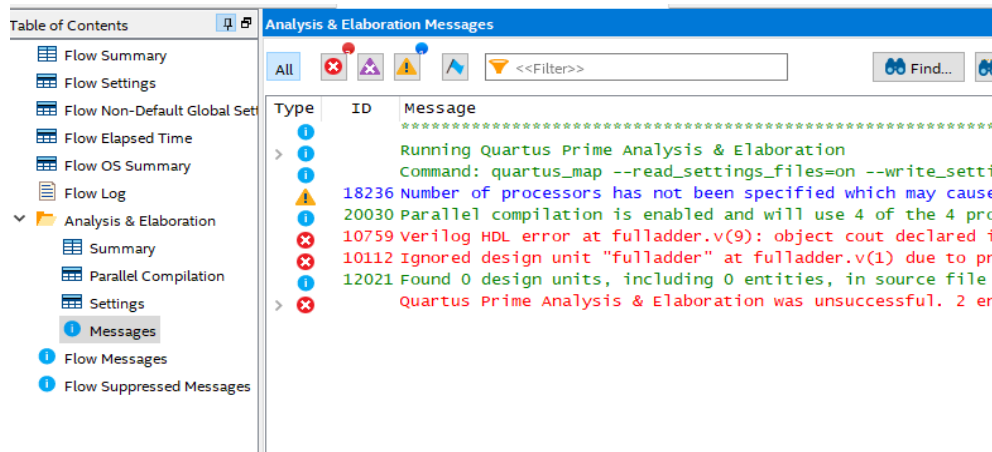 Table of Contents
Flow Summary
Flow Settings
Flow Non-Default Global Sett
Flow Elapsed Time
Flow OS Summary
Flow Log
Analysis & Elaboration
Summary
Parallel Compilation
Settings
Messages
Flow Messages
Flow Suppressed Messages
Analysis & Elaboration Messages
All
<<Filter>>
Find...
Type ID Message
*******************************************************************
Running Quartus Prime Analysis & Elaboration
Command: quartus_map --read_settings_files=on --write_setti
18236 Number of processors has not been specified which may cause
20030 Parallel compilation is enabled and will use 4 of the 4 pro
10759 Verilog HDL error at fulladder.v(9): object cout declared i
10112 Ignored design unit "fulladder" at fulladder.v(1) due to pr
12021 Found 0 design units, including 0 entities, in source file
Quartus Prime Analysis & Elaboration was unsuccessful. 2 er